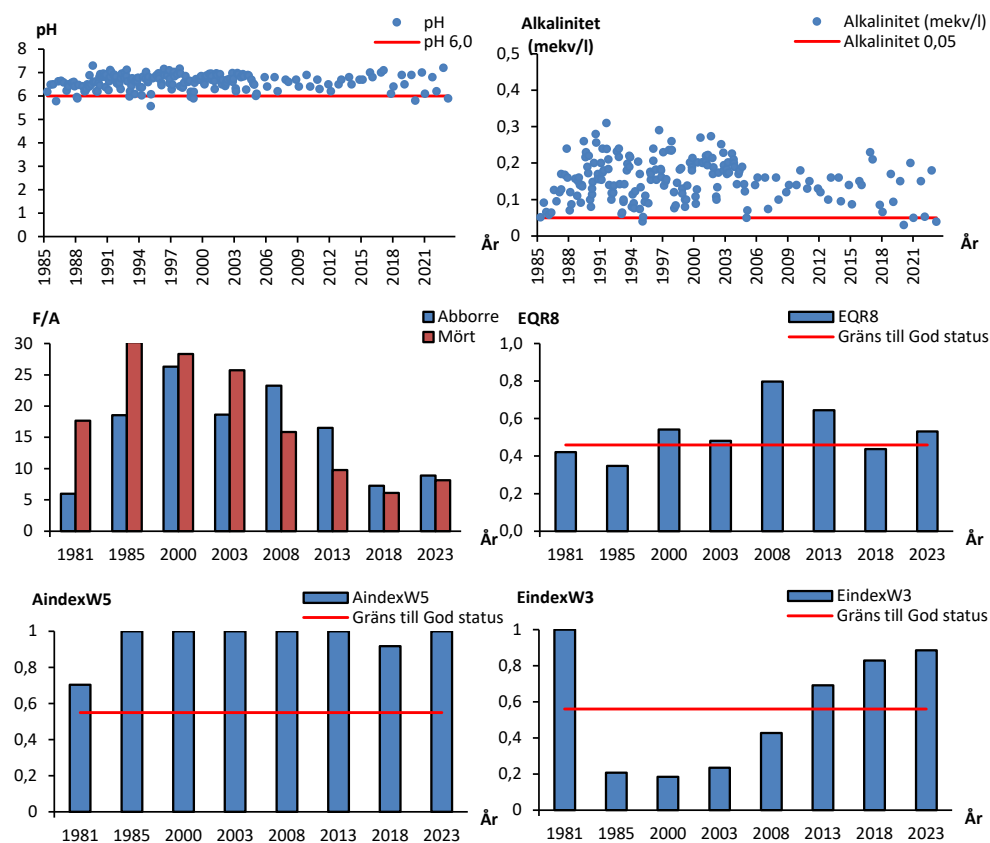 pH
pH
pH 6,0
8
7
6
5
4
3
2
1
0
År
1985
1988
1991
1994
1997
2000
2003
2006
2009
2012
2015
2018
2021
Alkalinitet
(mekv/l)
Alkalinitet (mekv/l)
Alkalinitet 0,05
0,5
0,4
0,3
0,2
0,1
0
År
1985
1988
1991
1994
1997
2000
2003
2006
2009
2012
2015
2018
2021
F/A
Abborre
Mört
30
25
20
15
10
5
0
År
1981 1985 2000 2003 2008 2013 2018 2023
EQR8
EQR8
Gräns till God status
1,0
0,8
0,6
0,4
0,2
0,0
År
1981 1985 2000 2003 2008 2013 2018 2023
AindexW5
AindexW5
Gräns till God status
1
0,8
0,6
0,4
0,2
0
År
1981 1985 2000 2003 2008 2013 2018 2023
EindexW3
EindexW3
Gräns till God status
1
0,8
0,6
0,4
0,2
0
År
1981 1985 2000 2003 2008 2013 2018 2023